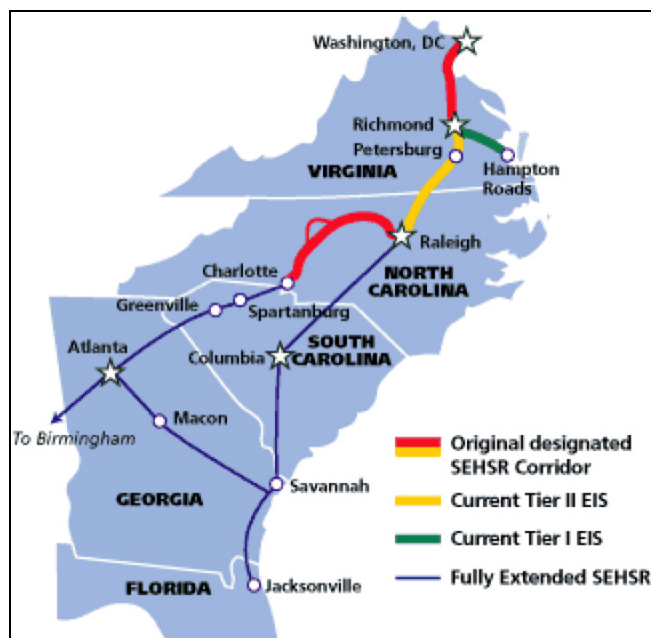 Washington, DC
Richmond
Petersburg
Hampton
Roads
VIRGINIA
Raleigh
NORTH
CAROLINA
Charlotte
Greenville
Spartanburg
SOUTH
CAROLINA
Atlanta
Columbia
Macon
To Birmingham
Savannah
GEORGIA
FLORIDA
Jacksonville
Original designated
SEHSR Corridor
Current Tier II EIS
Current Tier I EIS
Fully Extended SEHSR